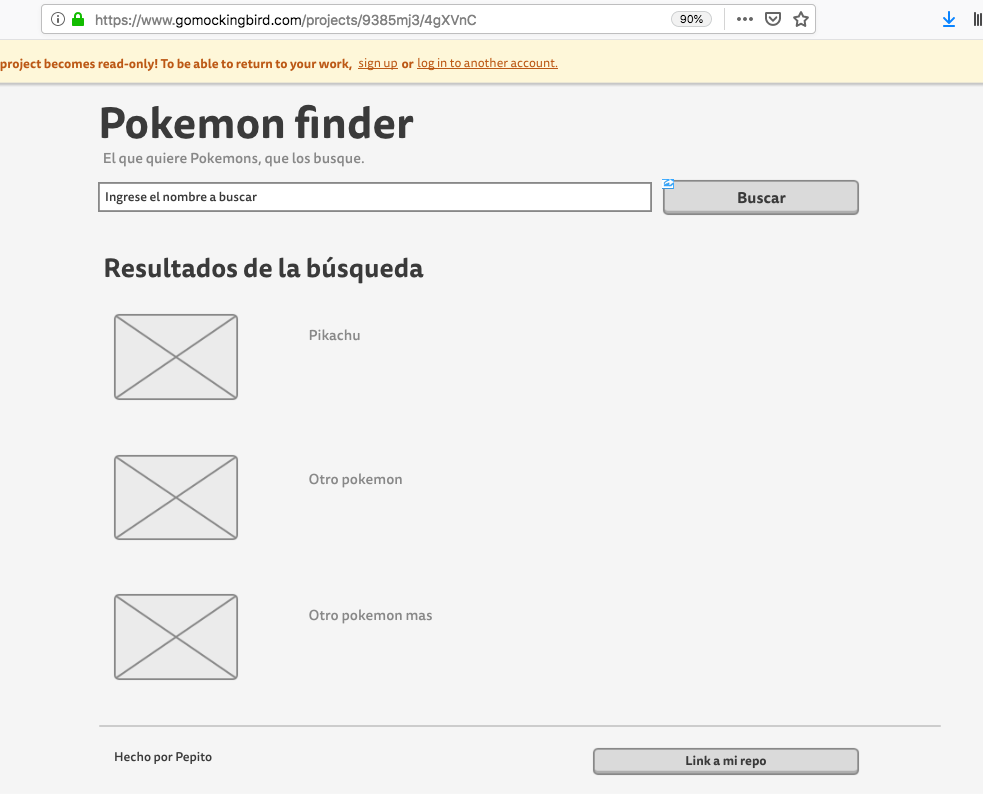 https://www.gomockingbird.com/projects/9385mj3/4gXVnC 90%
project becomes read-only! To be able to return to your work, sign up or log in to another account.
Pokemon finder
El que quiere Pokemons, que los busque.
Ingrese el nombre a buscar Buscar
Resultados de la búsqueda
Pikachu
Otro pokemon
Otro pokemon mas
Hecho por Pepito Link a mi repo